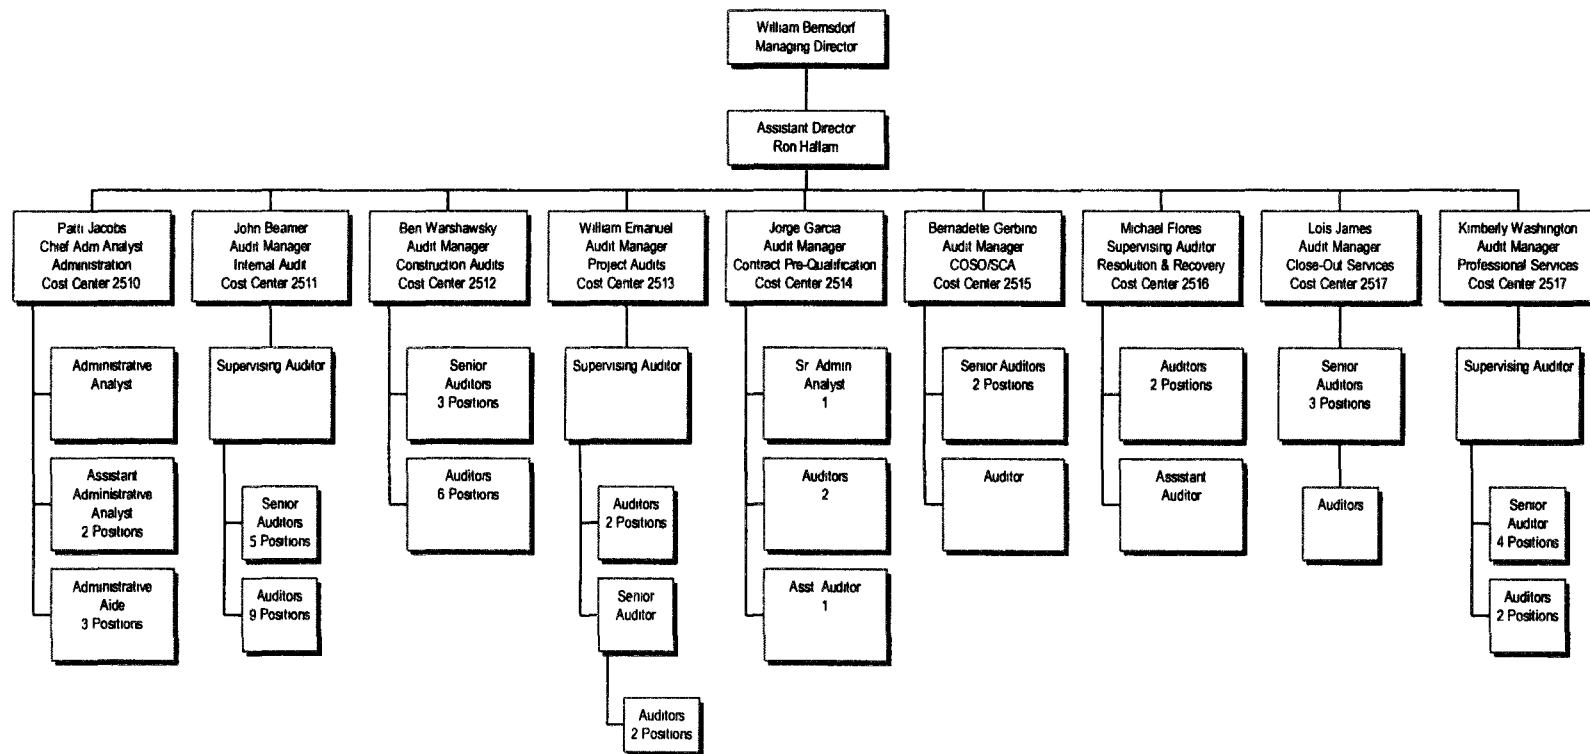 William Bernsdorf
Managing Director
Assistant Director
Ron Hallam
Patti Jacobs
Chief Adm Analyst
Administration
Cost Center 2510
John Beamer
Audit Manager
Internal Audit
Cost Center 2511
Ben Warshawsky
Audit Manager
Construction Audits
Cost Center 2512
William Emanuel
Audit Manager
Project Audits
Cost Center 2513
Jorge Garcia
Audit Manager
Contract Pre-Qualification
Cost Center 2514
Bernadette Gerbino
Audit Manager
COSO/SCA
Cost Center 2515
Michael Flores
Supervising Auditor
Resolution & Recovery
Cost Center 2516
Lois James
Audit Manager
Close-Out Services
Cost Center 2517
Kimberly Washington
Audit Manager
Professional Services
Cost Center 2517
Administrative
Analyst
Assistant
Administrative
Analyst
2 Positions
Administrative
Aide
3 Positions
Supervising Auditor
Senior
Auditors
5 Positions
Auditors
9 Positions
Senior
Auditors
3 Positions
Auditors
6 Positions
Supervising Auditor
Auditors
2 Positions
Senior
Auditor
Auditors
2 Positions
Sr Admin
Analyst
1
Auditors
2
Asst Auditor
1
Senior Auditors
2 Positions
Auditor
Auditors
2 Positions
Assistant
Auditor
Senior
Auditors
3 Positions
Auditors
Supervising Auditor
Senior
Auditor
4 Positions
Auditors
2 Positions